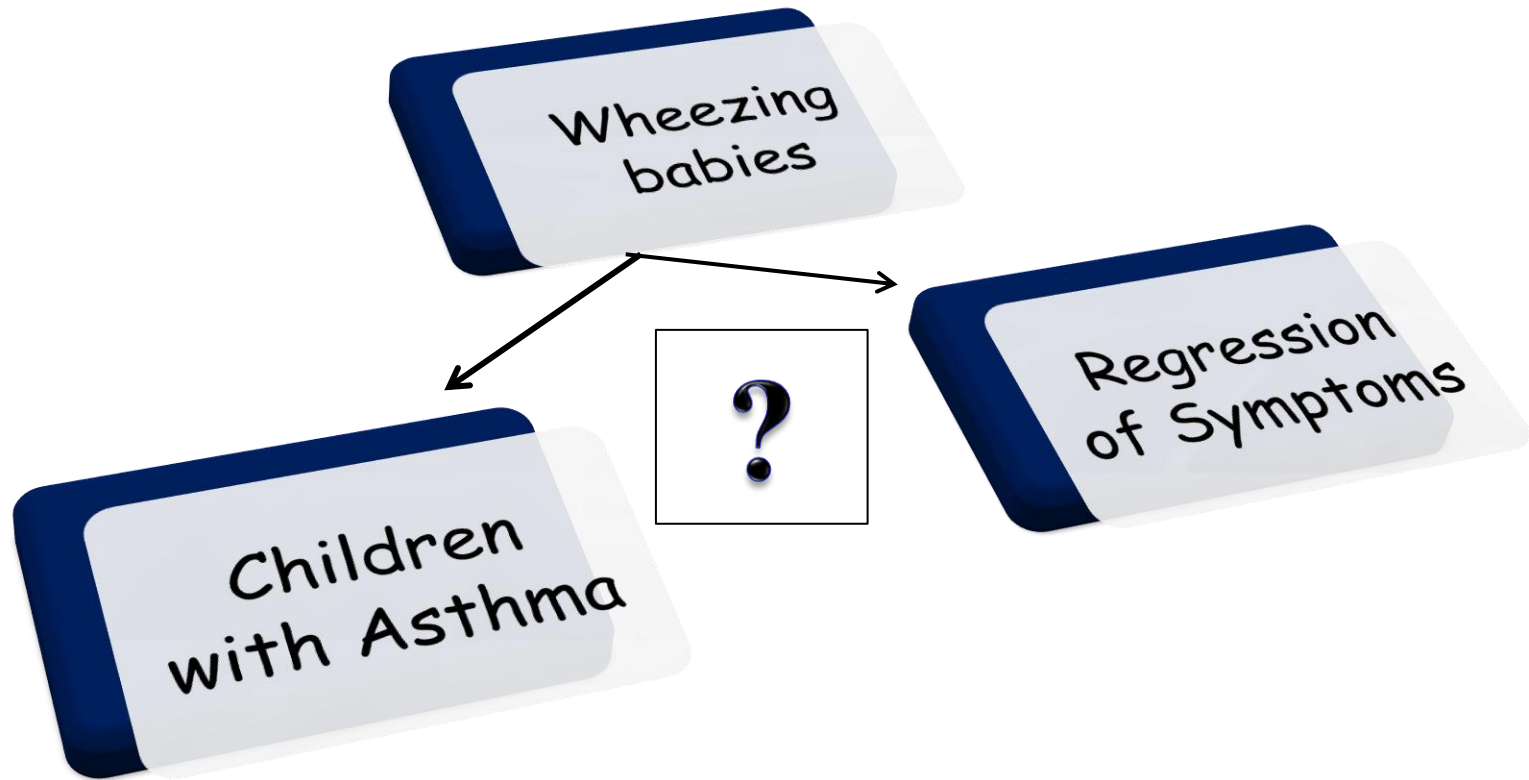 Wheezing
babies
Regression
of Symptoms
?
Children
with Asthma